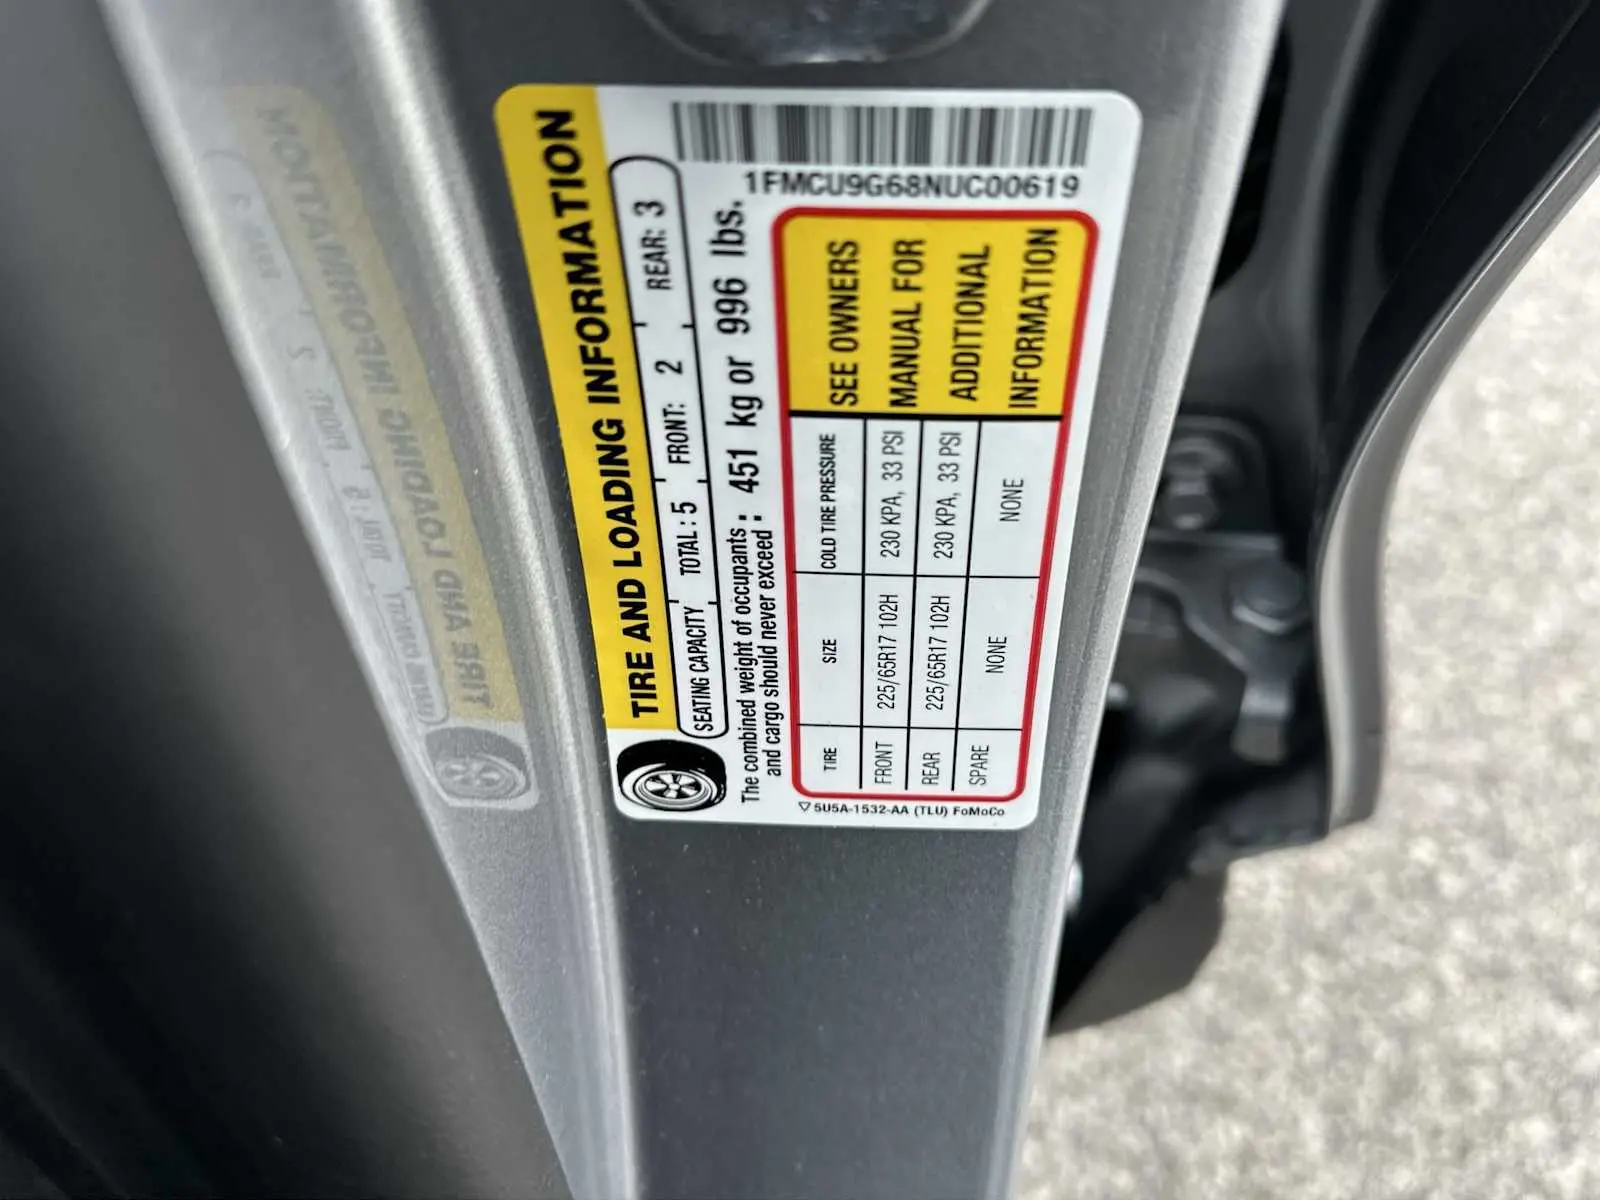 1FMCU9G68NUC00619
TIRE AND LOADING INFORMATION
SEATING CAPACITY TOTAL : 5 FRONT: 2 REAR: 3
The combined weight of occupants : 451 kg or 996 lbs.
and cargo should never exceed :
TIRE SIZE COLD TIRE PRESSURE SEE OWNERS
FRONT 225/65R17 102H 230 KPA, 33 PSI MANUAL FOR
REAR 225/65R17 102H 230 KPA, 33 PSI ADDITIONAL
SPARE NONE NONE INFORMATION
5U5A-1532-AA (TLU) FoMoCo